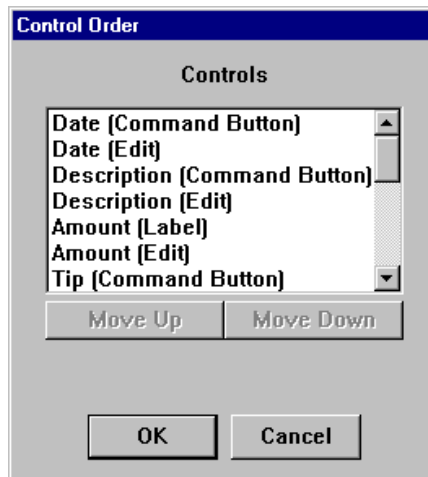 Control Order
Controls
Date (Command Button)
Date (Edit)
Description (Command Button)
Description (Edit)
Amount (Label)
Amount (Edit)
Tip (Command Button)
Move Up Move Down
OK Cancel